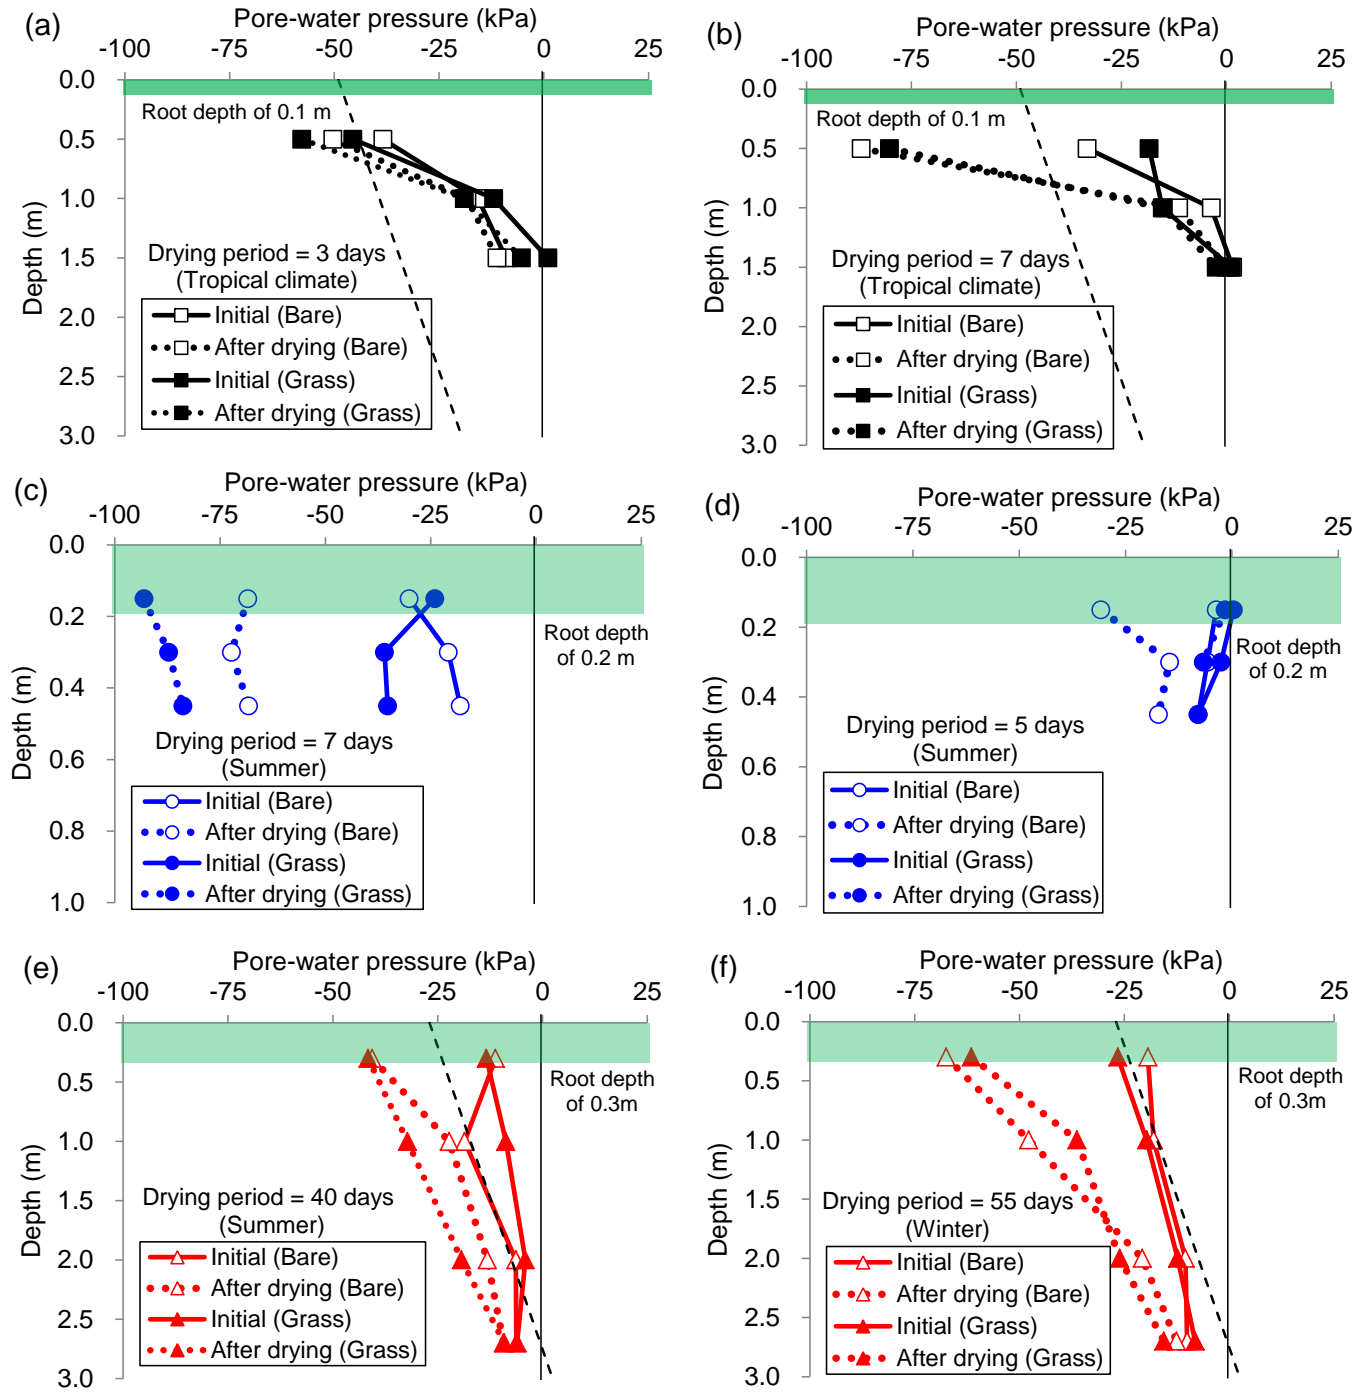 (a)
Pore-water pressure (kPa)
-100 -75 -50 -25 0 25
0.0
0.5
1.0
1.5
2.0
2.5
3.0
Depth (m)
Root depth of 0.1 m
Drying period = 3 days
(Tropical climate)
Initial (Bare)
After drying (Bare)
Initial (Grass)
After drying (Grass)
(b)
Pore-water pressure (kPa)
-100 -75 -50 -25 0 25
0.0
0.5
1.0
1.5
2.0
2.5
3.0
Depth (m)
Root depth of 0.1 m
Drying period = 7 days
(Tropical climate)
Initial (Bare)
After drying (Bare)
Initial (Grass)
After drying (Grass)
(c)
Pore-water pressure (kPa)
-100 -75 -50 -25 0 25
0.0
0.2
0.4
0.6
0.8
1.0
Depth (m)
Root depth
of 0.2 m
Drying period = 7 days
(Summer)
Initial (Bare)
After drying (Bare)
Initial (Grass)
After drying (Grass)
(d)
Pore-water pressure (kPa)
-100 -75 -50 -25 0 25
0.0
0.2
0.4
0.6
0.8
1.0
Depth (m)
Root depth
of 0.2 m
Drying period = 5 days
(Summer)
Initial (Bare)
After drying (Bare)
Initial (Grass)
After drying (Grass)
(e)
Pore-water pressure (kPa)
-100 -75 -50 -25 0 25
0.0
0.5
1.0
1.5
2.0
2.5
3.0
Depth (m)
Root depth
of 0.3m
Drying period = 40 days
(Summer)
Initial (Bare)
After drying (Bare)
Initial (Grass)
After drying (Grass)
(f)
Pore-water pressure (kPa)
-100 -75 -50 -25 0 25
0.0
0.5
1.0
1.5
2.0
2.5
3.0
Depth (m)
Root depth
of 0.3m
Drying period = 55 days
(Winter)
Initial (Bare)
After drying (Bare)
Initial (Grass)
After drying (Grass)